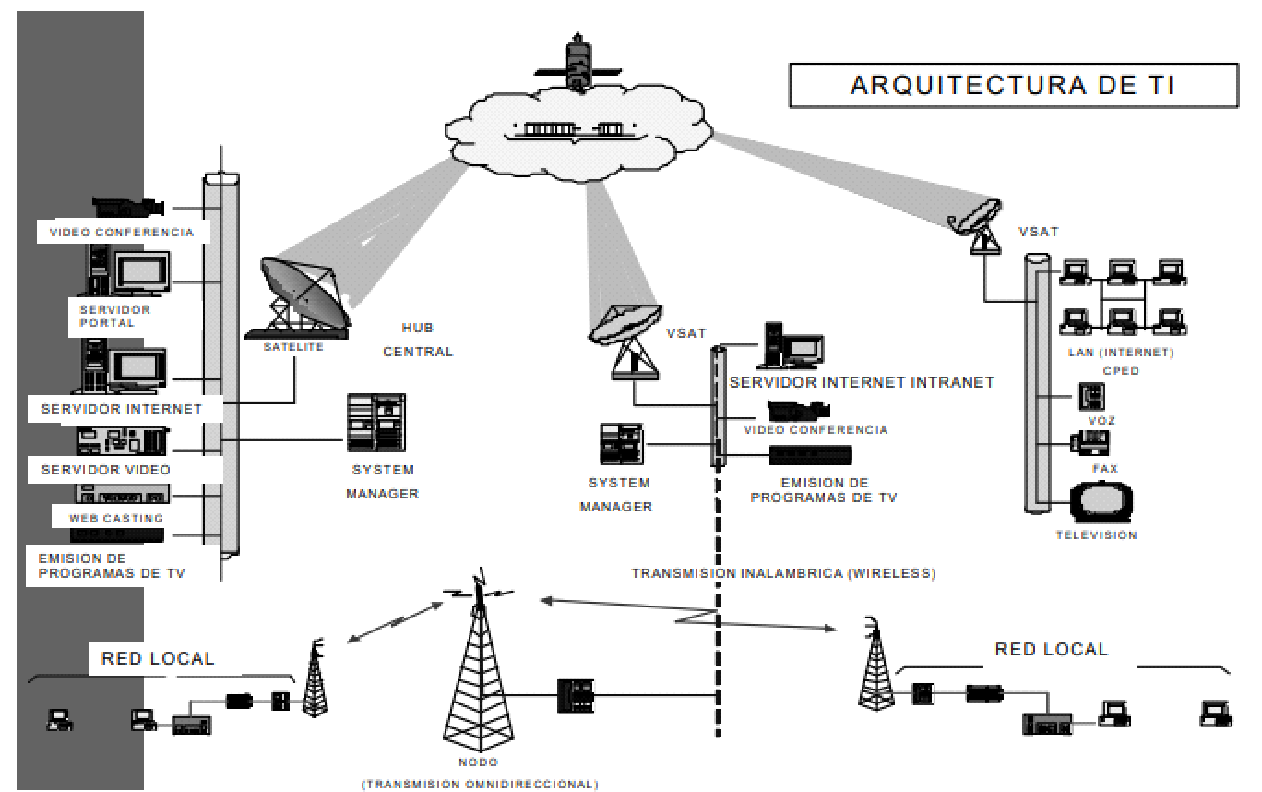 ARQUITECTURA DE TI
VIDEO CONFERENCIA
SERVIDOR
PORTAL
SERVIDOR INTERNET
SERVIDOR VIDEO
WEB CASTING
EMISION DE
PROGRAMAS DE TV
SATELITE
HUB
CENTRAL
SYSTEM
MANAGER
VSAT
SERVIDOR INTERNET INTRANET
VIDEO CONFERENCIA
EMISION DE
PROGRAMAS DE TV
SYSTEM
MANAGER
VSAT
LAN (INTERNET)
CPED
VOZ
FAX
TELEVISION
TRANSMISION INALAMBRICA (WIRELESS)
RED LOCAL
NODO
(TRANSMISION OMNIDIRECCIONAL)
RED LOCAL